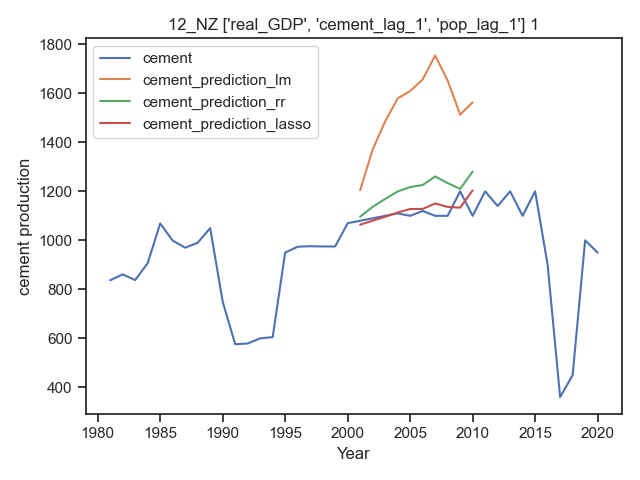 12_NZ ['real_GDP', 'cement_lag_1', 'pop_lag_1'] 1
cement
cement_prediction_lm
cement_prediction_rr
cement_prediction_lasso
cement production
1800
1600
1400
1200
1000
800
600
400
1980 1985 1990 1995 2000 2005 2010 2015 2020
Year